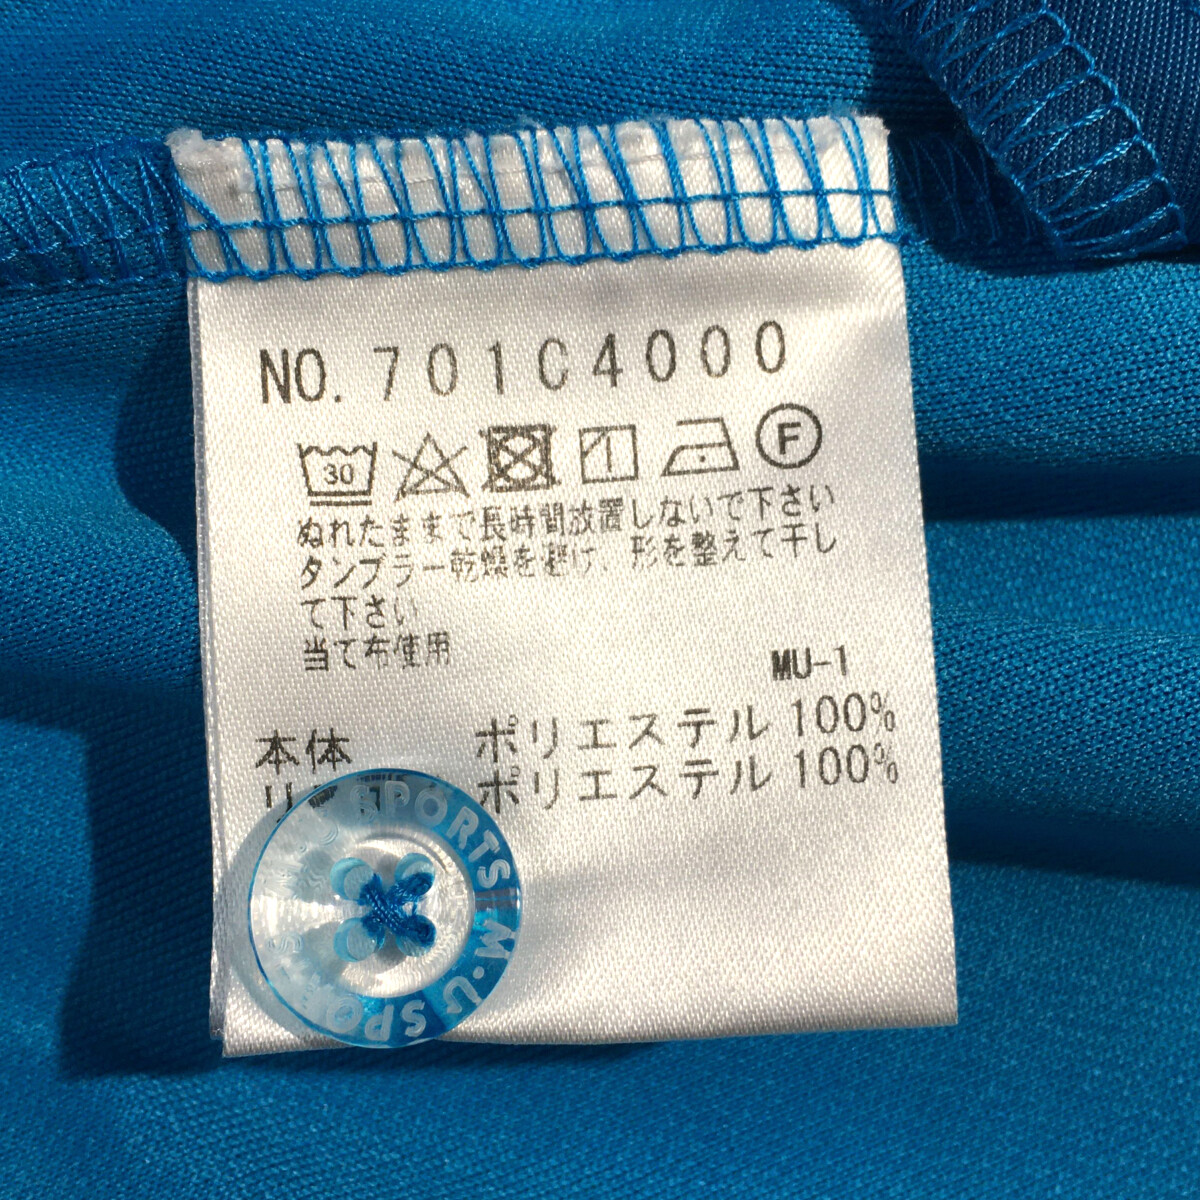 NO. 701C4000
30
F
ぬれたままで長時間放置しないで下さい
タンブラー乾燥を避け、形を整えて干し
て下さい
当て布使用
MU-1
本体 ポリエステル 100%
ポリエステル 100%
SPORTS M・U SPOR